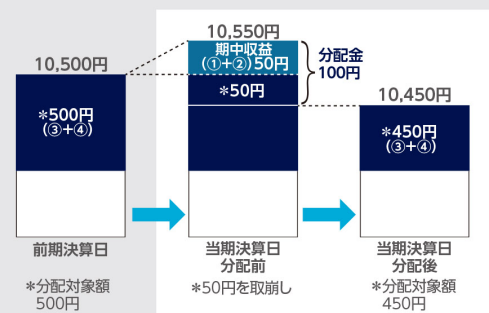 10,500円
*500円
(③+④)
前期決算日
*分配対象額
500円
10,550円
期中収益
(①+②)50円
*50円
分配金
100円
当期決算日
分配前
*50円を取崩し
10,450円
*450円
(③+④)
当期決算日
分配後
*分配対象額
450円